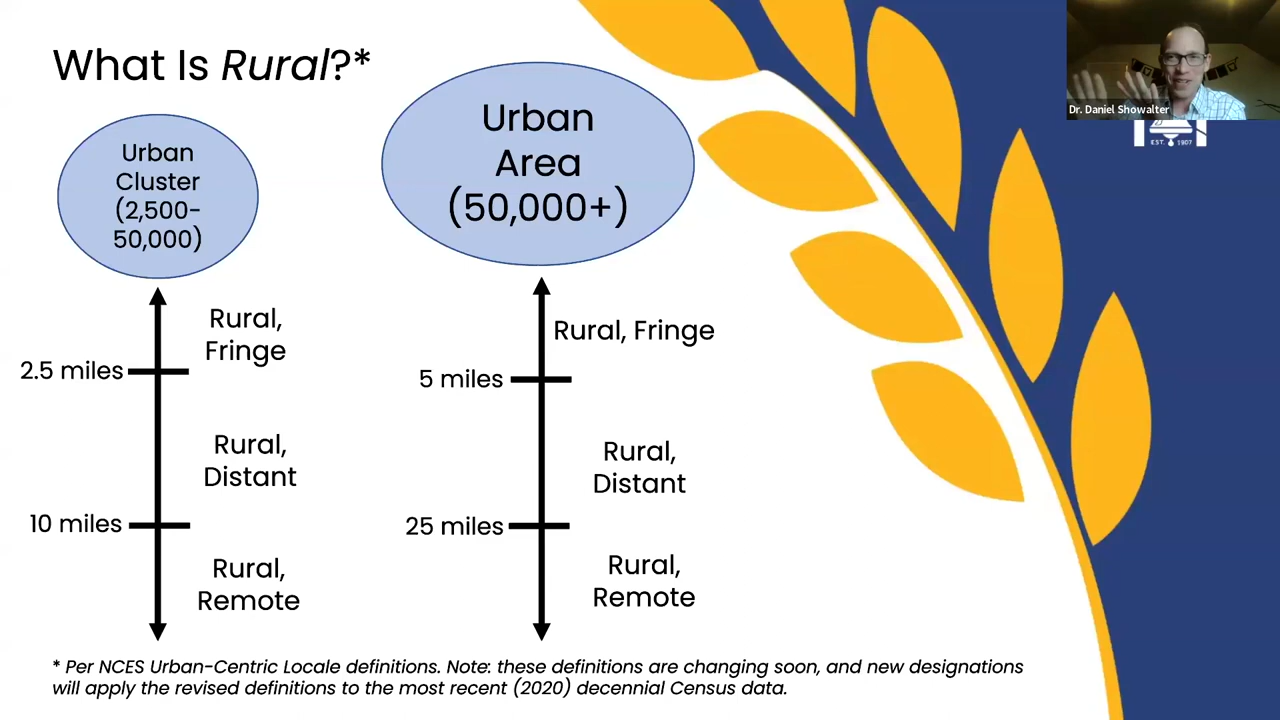 What Is Rural?*
Urban
Cluster
(2,500-
50,000)
Urban
Area
(50,000+)
Rural,
Fringe
2.5 miles
Rural,
Distant
10 miles
Rural,
Remote
Rural, Fringe
5 miles
Rural,
Distant
25 miles
Rural,
Remote
* Per NCES Urban-Centric Locale definitions. Note: these definitions are changing soon, and new designations
will apply the revised definitions to the most recent (2020) decennial Census data.
Dr. Daniel Showalter
EST. 1907